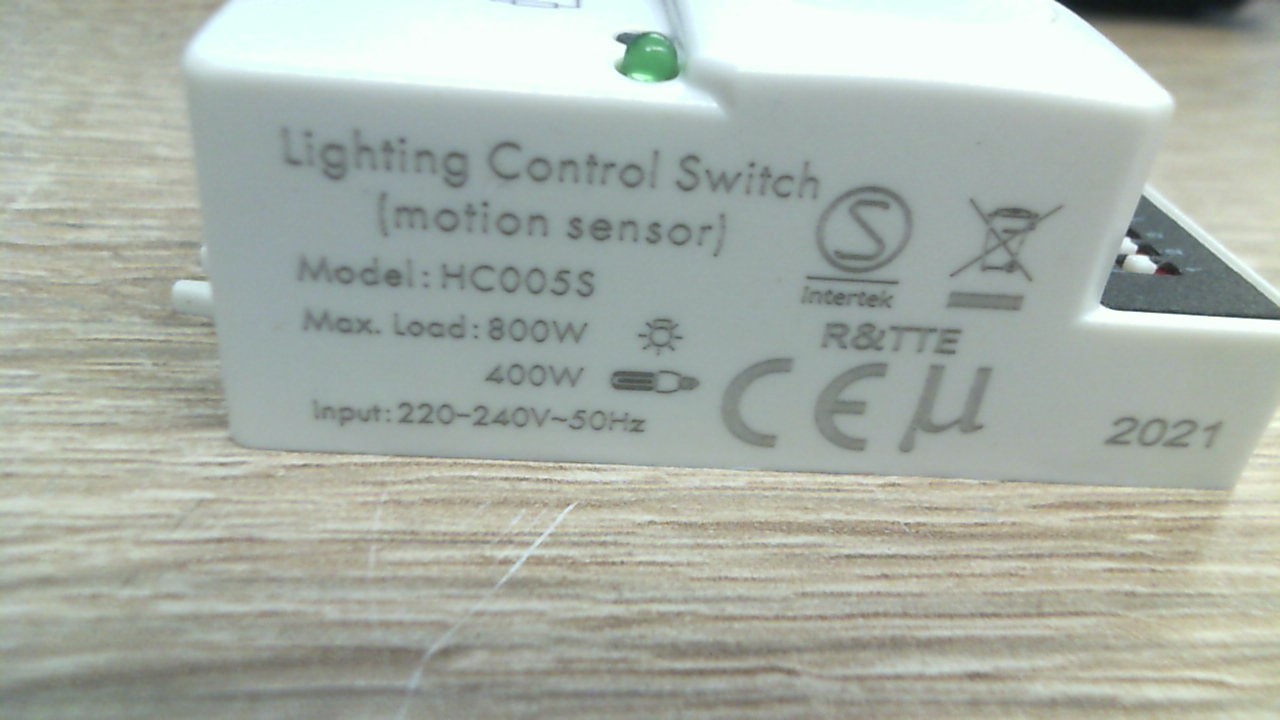 Lighting Control Switch
(motion sensor)
Model: HC005S
Max. Load: 800W
400W
Input: 220-240V~50Hz
S
Intertek
R&TTE
CE μ
2021